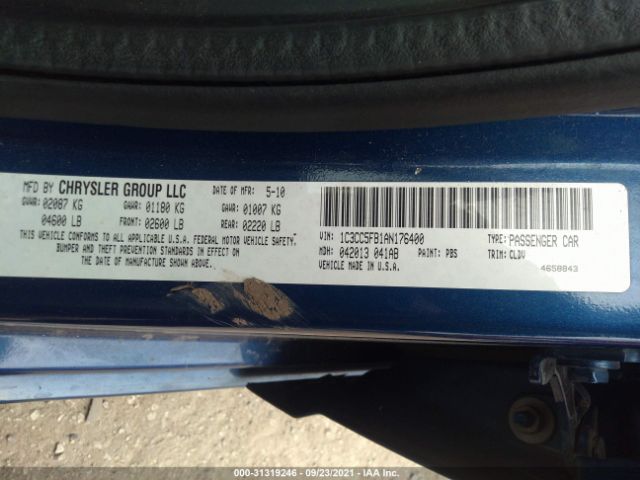 MFD BY CHRYSLER GROUP LLC DATE OF MFR: 5-10
GVWR: 02087 KG GAWR: 01180 KG GAWR: 01007 KG
04600 LB FRONT: 02600 LB REAR: 02220 LB
THIS VEHICLE CONFORMS TO ALL APPLICABLE U.S.A. FEDERAL MOTOR VEHICLE SAFETY,
BUMPER AND THEFT PREVENTION STANDARDS IN EFFECT ON
THE DATE OF MANUFACTURE SHOWN ABOVE.
VIN: 1C3CC5FB1AN176400 TYPE: PASSENGER CAR
MDH: 042013 041AB PAINT: PBS TRIM: CLDV
VEHICLE MADE IN U.S.A. 4658843
000-31319246 - 09/23/2021 - IAA Inc.